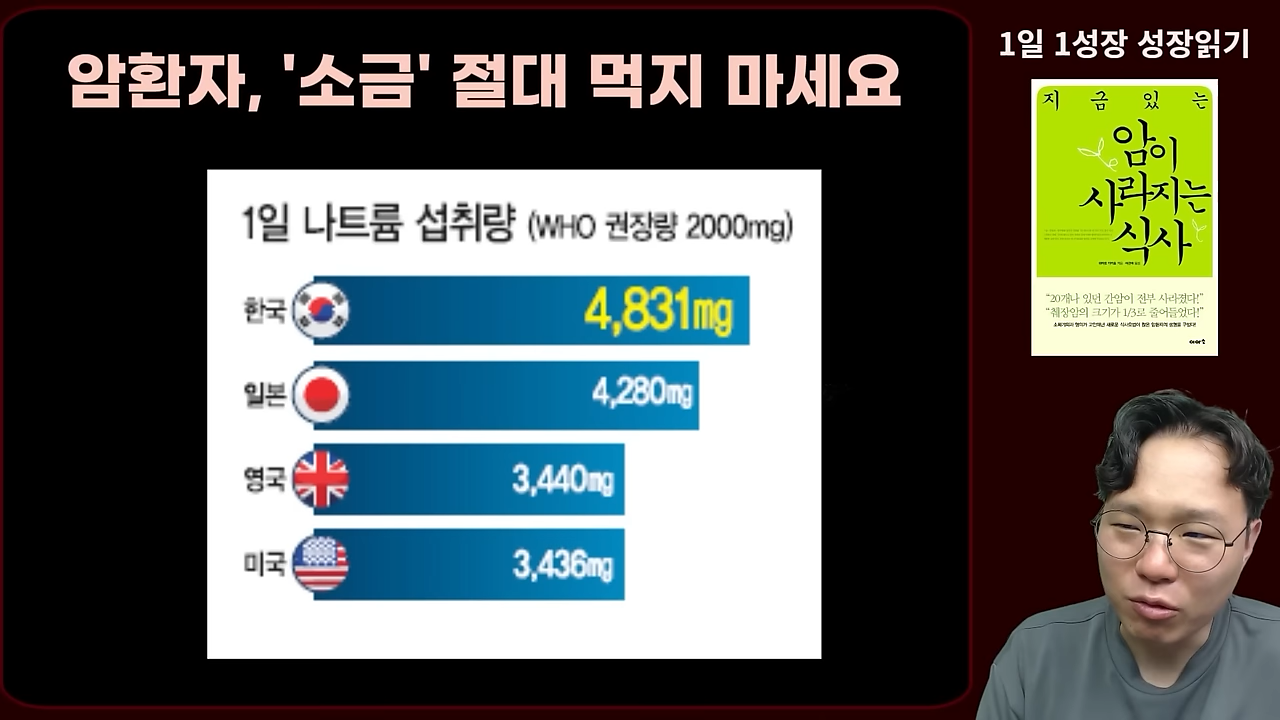 암환자, '소금' 절대 먹지 마세요
1일 나트륨 섭취량 (WHO 권장량 2000mg)
한국 4,831mg
일본 4,280mg
영국 3,440mg
미국 3,436mg
1일 1성장 성장읽기
지금있는
암이
사라지는
식사
“20개나 있던 간암이 전부 사라졌다!”
“췌장암의 크기가 1/3로 줄어들었다!”